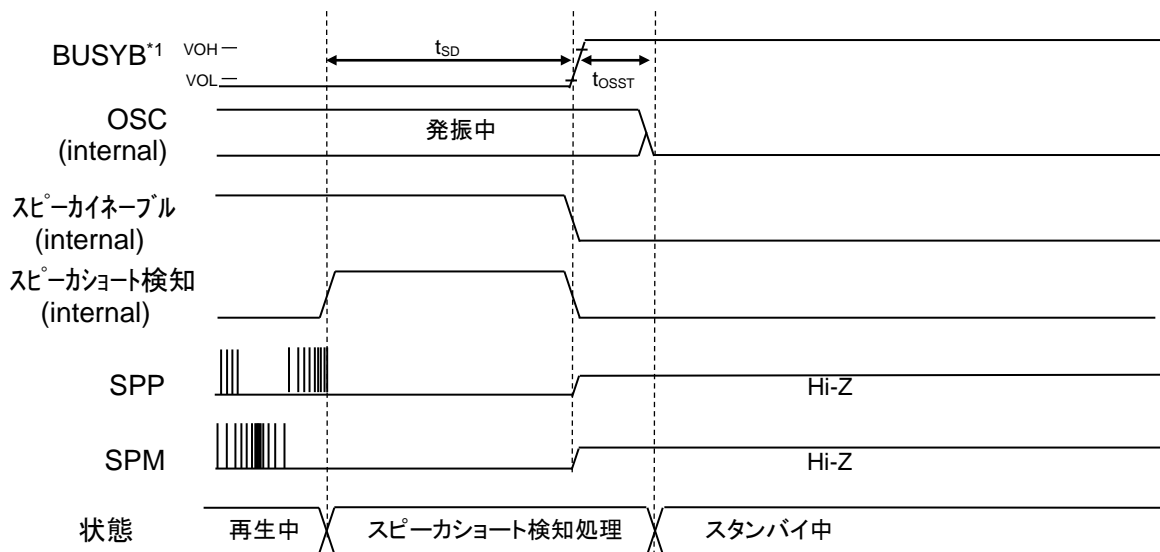 BUSYB*1 VOH VOL tSD tOSST
OSC
(internal)
発振中
スピーカイネーブル
(internal)
スピーカショート検知
(internal)
SPP Hi-Z
SPM Hi-Z
状態 再生中 スピーカショート検知処理 スタンバイ中